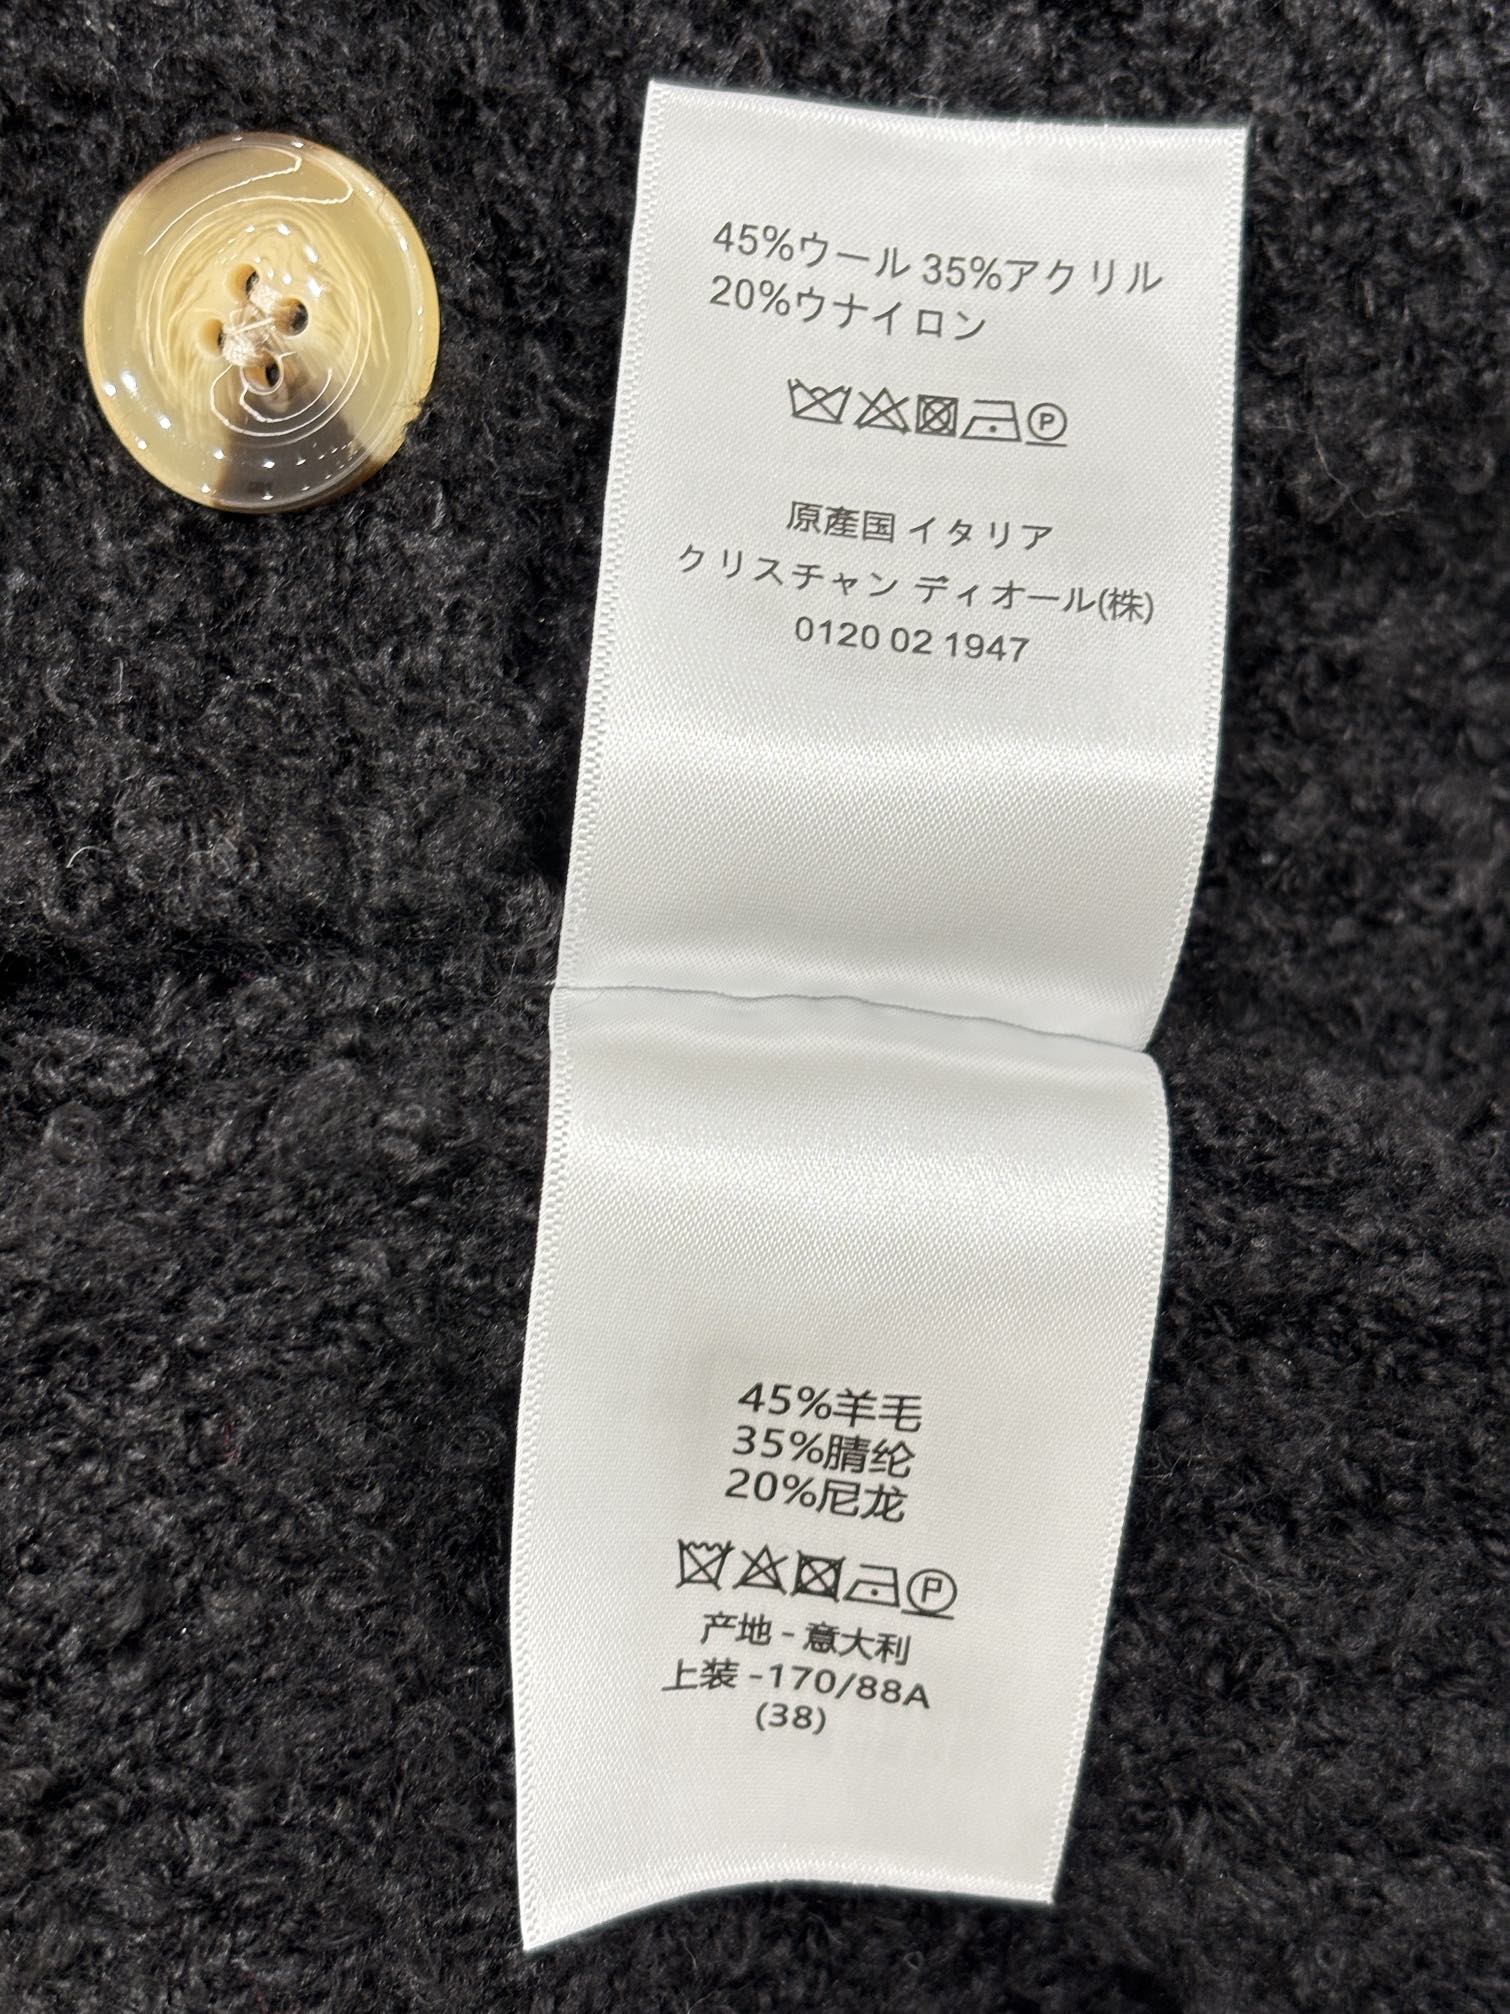 45%ウール 35%アクリル
20%ウナイロン
P
原產国 イタリア
クリスチャン ディオール(株)
0120 02 1947
45%羊毛
35%腈纶
20%尼龙
P
产地 - 意大利
上装 -170/88A
(38)